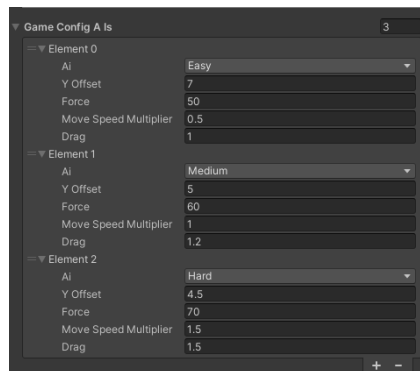 Game Config A Is 3
Element 0
Ai Easy
Y Offset 7
Force 50
Move Speed Multiplier 0.5
Drag 1
Element 1
Ai Medium
Y Offset 5
Force 60
Move Speed Multiplier 1
Drag 1.2
Element 2
Ai Hard
Y Offset 4.5
Force 70
Move Speed Multiplier 1.5
Drag 1.5
+ -